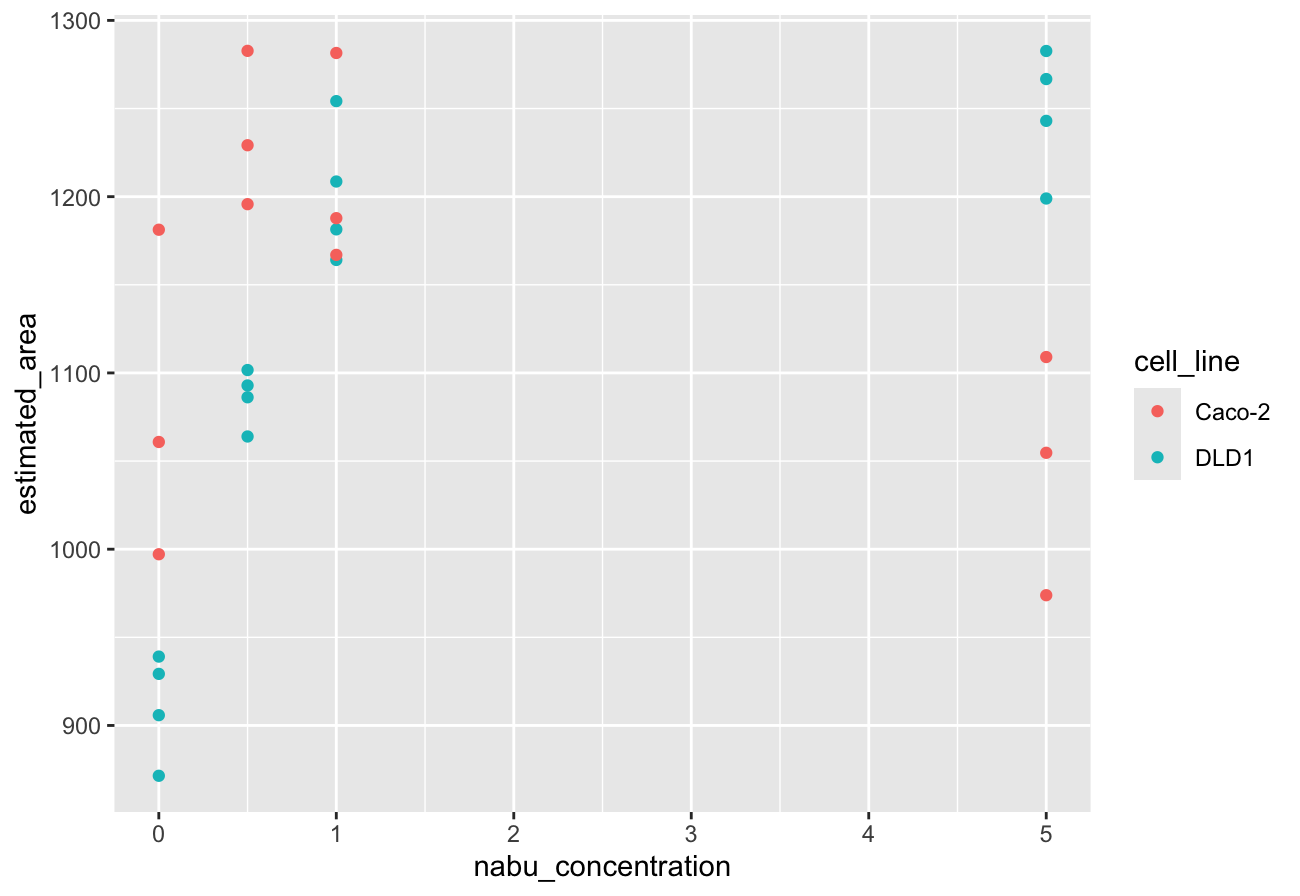 1300
1200
1100
1000
900
estimated_area
0 1 2 3 4 5
nabu_concentration
cell_line
Caco-2
DLD1